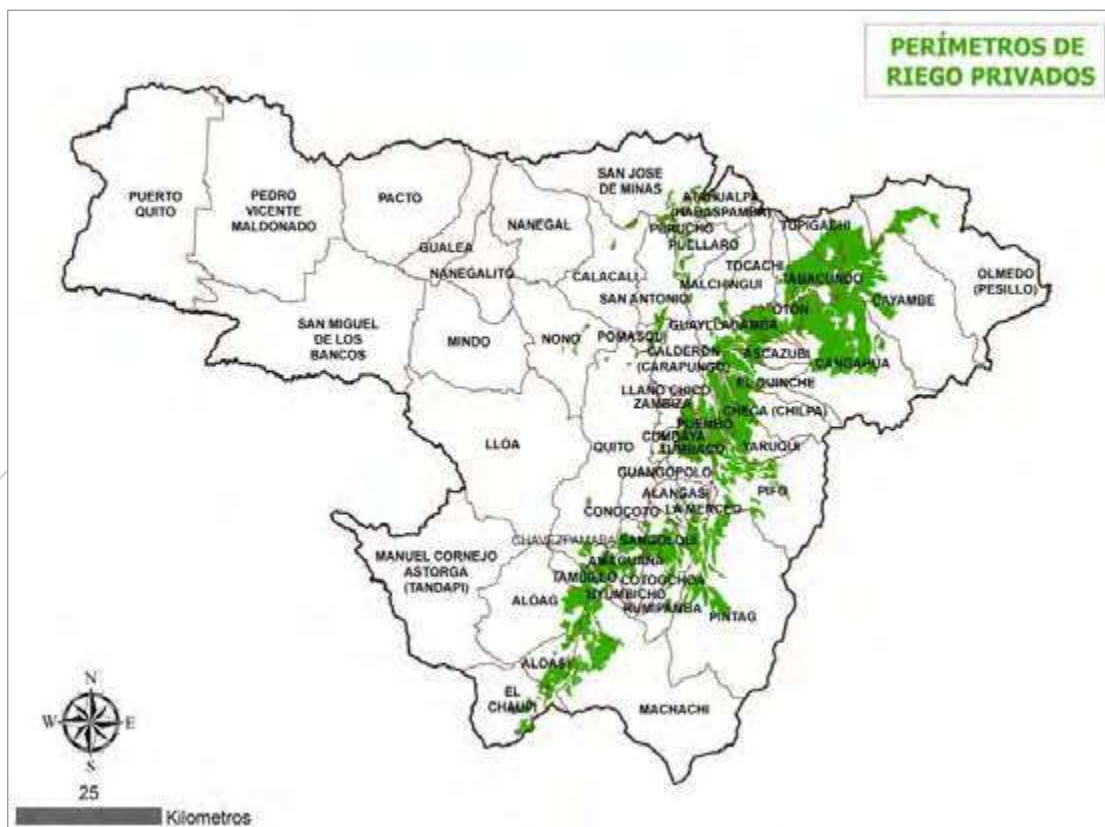 PERÍMETROS DE
RIEGO PRIVADOS
SAN JOSE
DE MINAS
PUERTO
QUITO
PEDRO
VICENTE
MALDONADO
PACTO
NANEGAL
GUALEA
NANEGALITO
ATAHUALPA
(HABASPAMBA)
PERUCHO
PUELLARO
TUPIGACHI
TOCACHI
TABACUNDO
OLMEDO
(PESILLO)
CALACALI
MALCHINGUI
CAYAMBE
SAN ANTONIO
OTON
SAN MIGUEL
DE LOS
BANCOS
MINDO
NONO
POMASQUI
GUAYLLABAMBA
CALDERON
(CARAPUNGO)
ASCAZUBI
CANGAHUA
LLANO CHICO
ZAMBIZA
EL QUINCHE
CHECA (CHILPA)
PUEMBO
CUMBAYA
TUMBACO
YARUQUI
LLOA
QUITO
GUANGOPOLO
ALANGASI
PIFO
CONOCOTO
LA MERCED
CHAVEZPAMABA
SANGOLQUI
MANUEL CORNEJO
ASTORGA
(TANDAPI)
AMAGUAÑA
TAMBILLO
COTOGCHOA
UYUMBICHO
RUMIPAMBA
ALOAG
PINTAG
ALOASI
EL
CHAUPI
MACHACHI
N
W
E
S
25
Kilometros